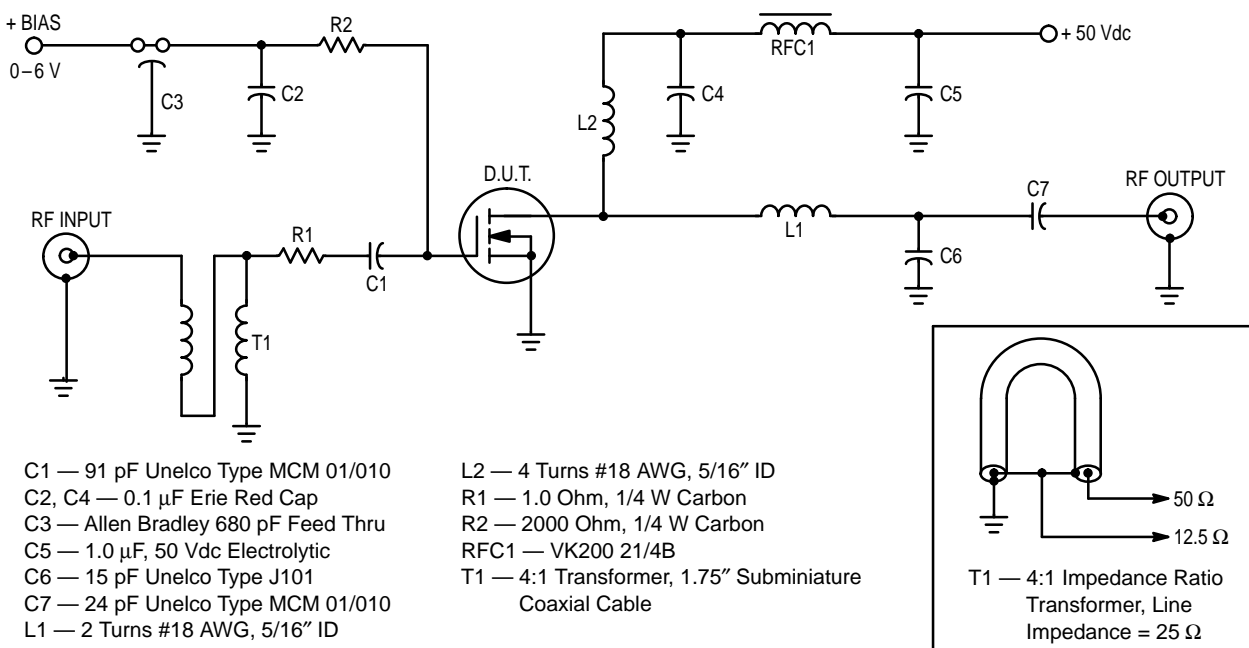 + BIAS
0–6 V
C3
C2
R2
L2
C4
RFC1
C5
+ 50 Vdc
D.U.T.
RF INPUT
R1
C1
T1
L1
C6
C7
RF OUTPUT
50 Ω
12.5 Ω
T1 — 4:1 Impedance Ratio
Transformer, Line
Impedance = 25 Ω
C1 — 91 pF Unelco Type MCM 01/010
C2, C4 — 0.1 μF Erie Red Cap
C3 — Allen Bradley 680 pF Feed Thru
C5 — 1.0 μF, 50 Vdc Electrolytic
C6 — 15 pF Unelco Type J101
C7 — 24 pF Unelco Type MCM 01/010
L1 — 2 Turns #18 AWG, 5/16″ ID
L2 — 4 Turns #18 AWG, 5/16″ ID
R1 — 1.0 Ohm, 1/4 W Carbon
R2 — 2000 Ohm, 1/4 W Carbon
RFC1 — VK200 21/4B
T1 — 4:1 Transformer, 1.75″ Subminiature
Coaxial Cable